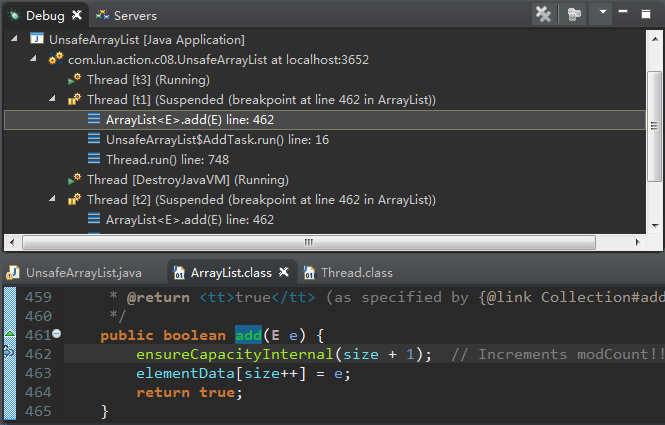 Debug
Servers
UnsafeArrayList [Java Application]
com.lun.action.c08.UnsafeArrayList at localhost:3652
Thread [t3] (Running)
Thread [t1] (Suspended (breakpoint at line 462 in ArrayList))
ArrayList<E>.add(E) line: 462
UnsafeArrayList$AddTask.run() line: 16
Thread.run() line: 748
Thread [DestroyJavaVM] (Running)
Thread [t2] (Suspended (breakpoint at line 462 in ArrayList))
ArrayList<E>.add(E) line: 462
UnsafeArrayList.java
ArrayList.class
Thread.class
459 * @return <tt>true</tt> (as specified by {@link Collection#add
460 */
461 public boolean add(E e) {
462 ensureCapacityInternal(size + 1); // Increments modCount!!
463 elementData[size++] = e;
464 return true;
465 }